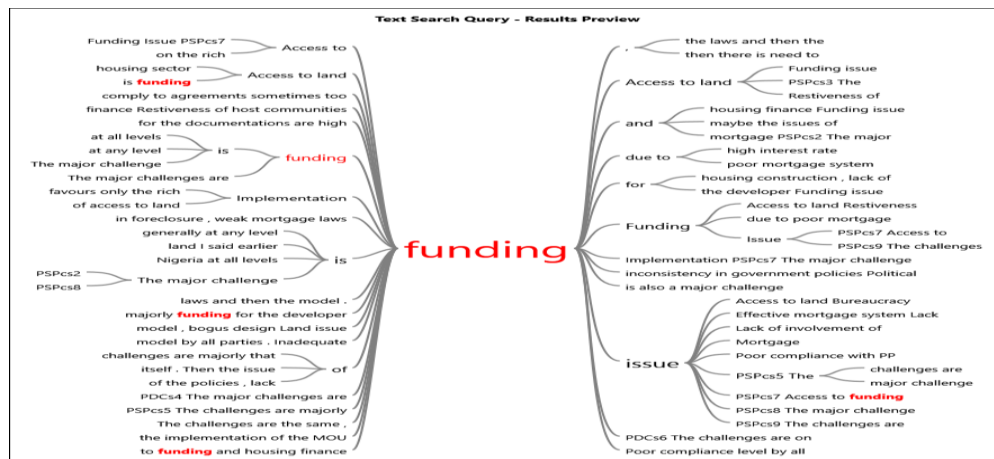 Text Search Query - Results Preview
Funding Issue PSPcs7
on the rich
Access to
housing sector
is funding
Access to land
comply to agreements sometimes too
finance Restiveness of host communities
for the documentations are high
at all levels
at any level
The major challenge
is
The major challenges are
funding
favours only the rich
of access to land
Implementation
in foreclosure , weak mortgage laws
generally at any level
land I said earlier
Nigeria at all levels
PSPcs2
PSPcs8
The major challenge
is
laws and then the model .
majorly funding for the developer
model , bogus design Land issue
model by all parties . Inadequate
challenges are majorly that
itself . Then the issue
of the policies , lack
of
PDCs4 The major challenges are
PSPcs5 The challenges are majorly
The challenges are the same ,
the implementation of the MOU
to funding and housing finance
funding
,
the laws and then the
then there is need to
Access to land
Funding issue
PSPcs3 The
Restiveness of
and
housing finance Funding issue
maybe the issues of
mortgage PSPcs2 The major
due to
high interest rate
poor mortgage system
for
housing construction , lack of
the developer Funding issue
Funding
Access to land Restiveness
due to poor mortgage
Issue
PSPcs7 Access to
PSPcs9 The challenges
Implementation PSPcs7 The major challenge
inconsistency in government policies Political
is also a major challenge
issue
Access to land Bureaucracy
Effective mortgage system Lack
Lack of involvement of
Mortgage
Poor compliance with PP
PSPcs5 The
challenges are
major challenge
PSPcs7 Access to funding
PSPcs8 The major challenge
PSPcs9 The challenges are
PDCs6 The challenges are on
Poor compliance level by all